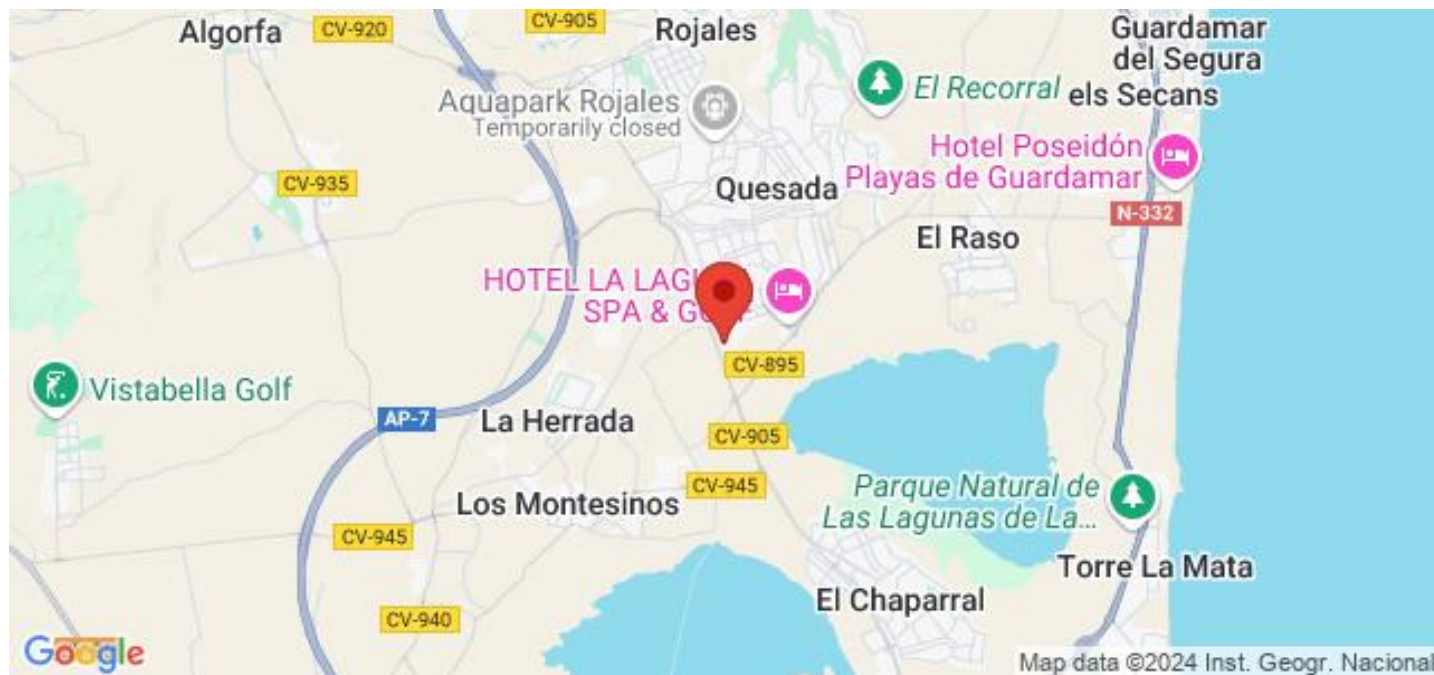 Algorfa
CV-920
CV-905
Rojales
Guardamar
del Segura
Aquapark Rojales
Temporarily closed
El Recorral
els Secans
Hotel Poseidón
Playas de Guardamar
CV-935
Quesada
N-332
El Raso
HOTEL LA LAGU
SPA & G
CV-895
Vistabella Golf
AP-7
La Herrada
CV-905
CV-945
Los Montesinos
Parque Natural de
Las Lagunas de La...
CV-945
Torre La Mata
El Chaparral
CV-940
Google
Map data ©2024 Inst. Geogr. Nacional